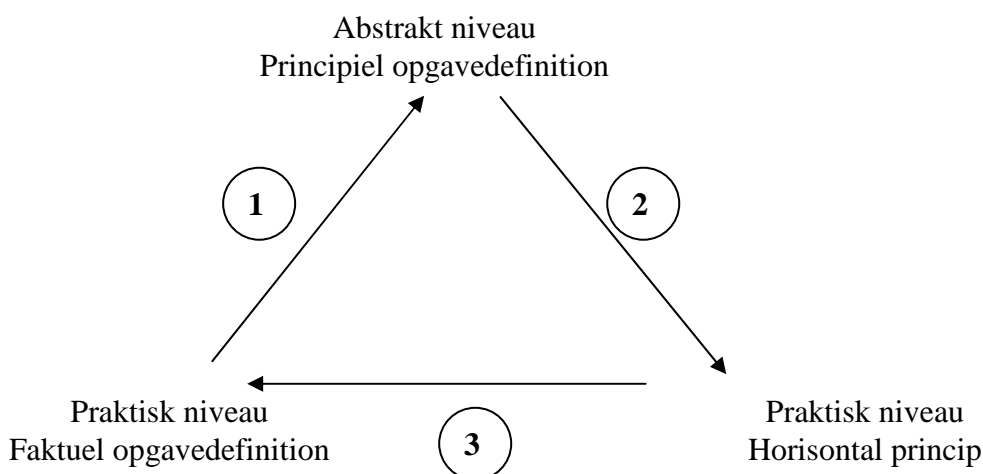 Abstrakt niveau
Principiel opgavedefinition
1
2
Praktisk niveau
Faktuel opgavedefinition
3
Praktisk niveau
Horisontal princip